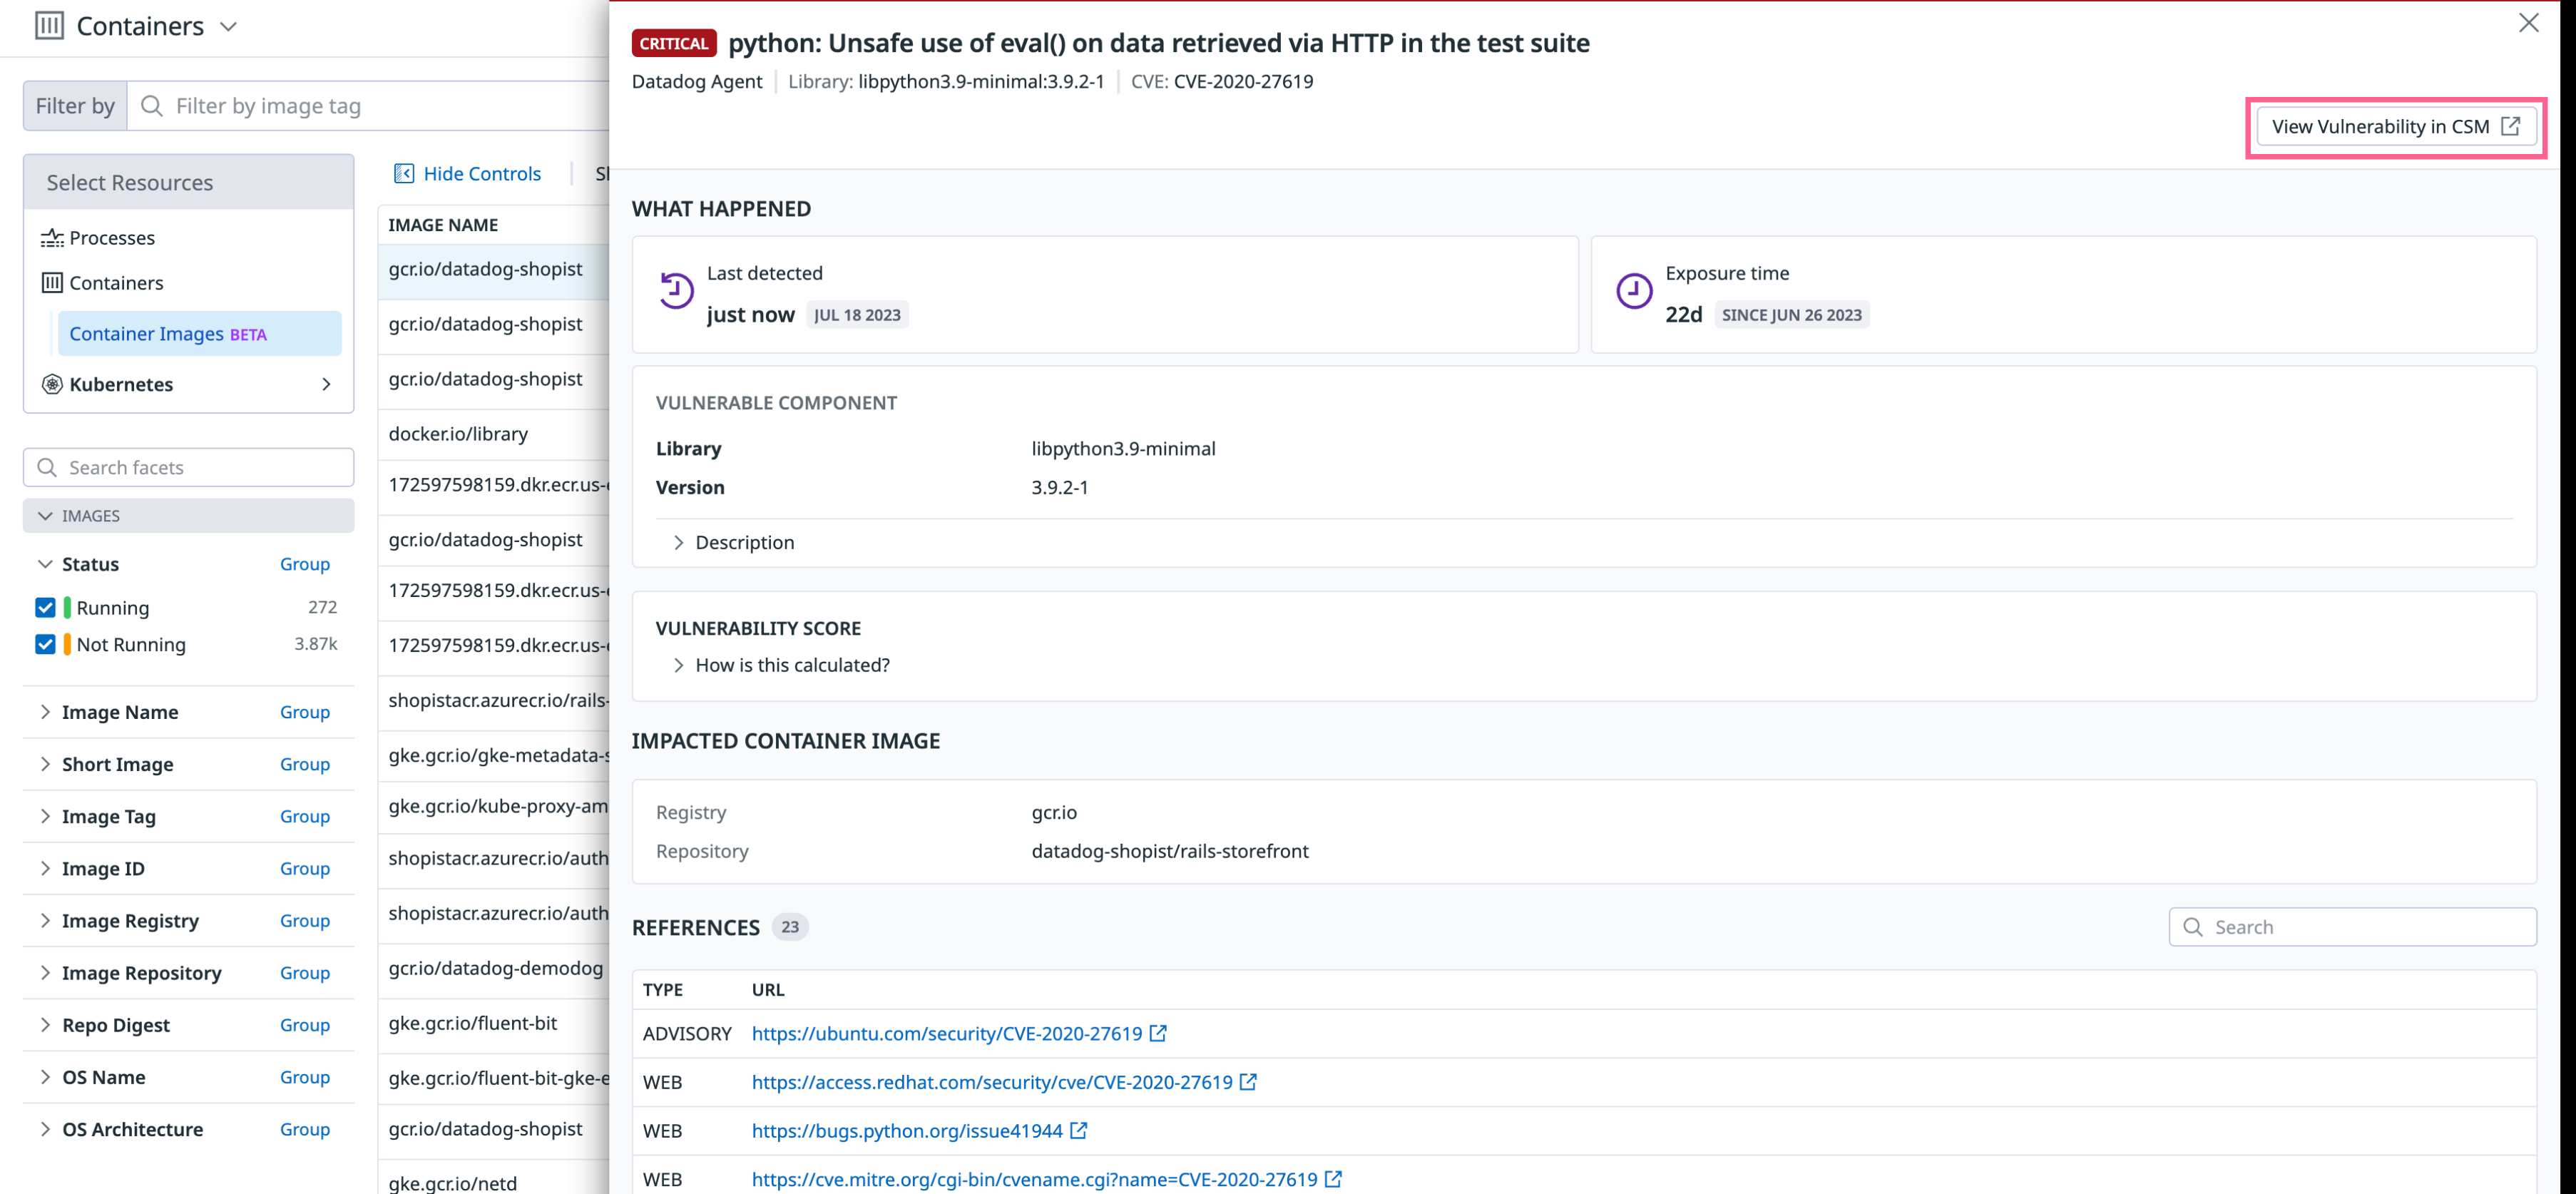 Containers
Filter by
Filter by image tag
Select Resources
Processes
Containers
Container Images BETA
Kubernetes
Search facets
IMAGES
Status Group
Running 272
Not Running 3.87k
Image Name Group
Short Image Group
Image Tag Group
Image ID Group
Image Registry Group
Image Repository Group
Repo Digest Group
OS Name Group
OS Architecture Group
Hide Controls
IMAGE NAME
gcr.io/datadog-shopist
gcr.io/datadog-shopist
gcr.io/datadog-shopist
docker.io/library
172597598159.dkr.ecr.us-
gcr.io/datadog-shopist
172597598159.dkr.ecr.us-
172597598159.dkr.ecr.us-
shopistacr.azurecr.io/rails-
gke.gcr.io/gke-metadata-s
gke.gcr.io/kube-proxy-am
shopistacr.azurecr.io/auth
shopistacr.azurecr.io/auth
gcr.io/datadog-demodog
gke.gcr.io/fluent-bit
gke.gcr.io/fluent-bit-gke-e
gcr.io/datadog-shopist
gke.gcr.io/netd
CRITICAL python: Unsafe use of eval() on data retrieved via HTTP in the test suite
Datadog Agent Library: libpython3.9-minimal:3.9.2-1 CVE: CVE-2020-27619
View Vulnerability in CSM
WHAT HAPPENED
Last detected
just now JUL 18 2023
Exposure time
22d SINCE JUN 26 2023
VULNERABLE COMPONENT
Library libpython3.9-minimal
Version 3.9.2-1
Description
VULNERABILITY SCORE
How is this calculated?
IMPACTED CONTAINER IMAGE
Registry gcr.io
Repository datadog-shopist/rails-storefront
REFERENCES 23
Search
TYPE URL
ADVISORY https://ubuntu.com/security/CVE-2020-27619
WEB https://access.redhat.com/security/cve/CVE-2020-27619
WEB https://bugs.python.org/issue41944
WEB https://cve.mitre.org/cgi-bin/cvename.cgi?name=CVE-2020-27619